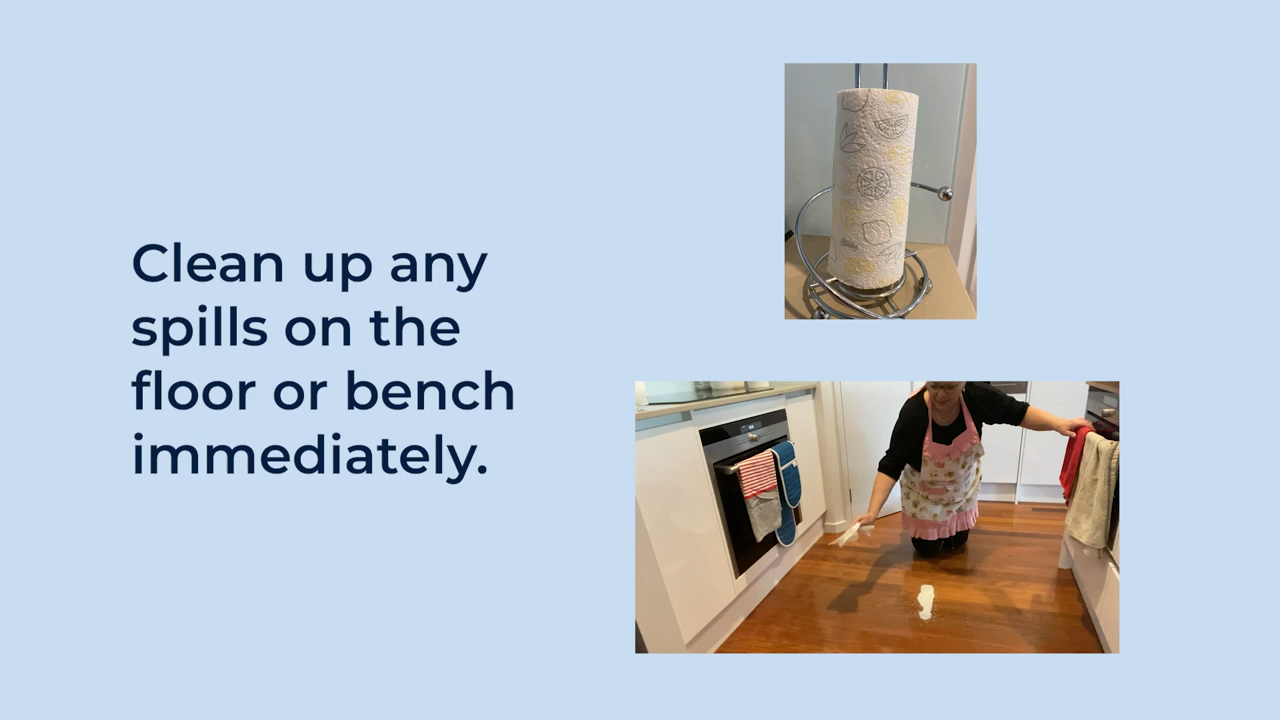 Clean up any
spills on the
floor or bench
immediately.